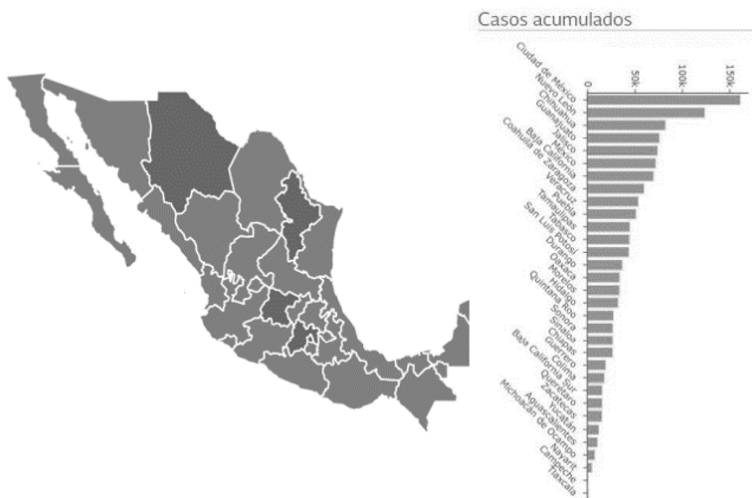 Casos acumulados
0
50k
100k
150k
Ciudad de México
Nuevo León
Chihuahua
Guanajuato
Jalisco
México
Baja California
Coahuila de Zaragoza
Veracruz
Puebla
Tamaulipas
Tabasco
San Luis Potosí
Durango
Oaxaca
Morelos
Hidalgo
Quintana Roo
Sonora
Sinaloa
Chiapas
Guerrero
Colima
Baja California Sur
Querétaro
Zacatecas
Yucatán
Aguascalientes
Michoacán de Ocampo
Nayarit
Campeche
Tlaxcala